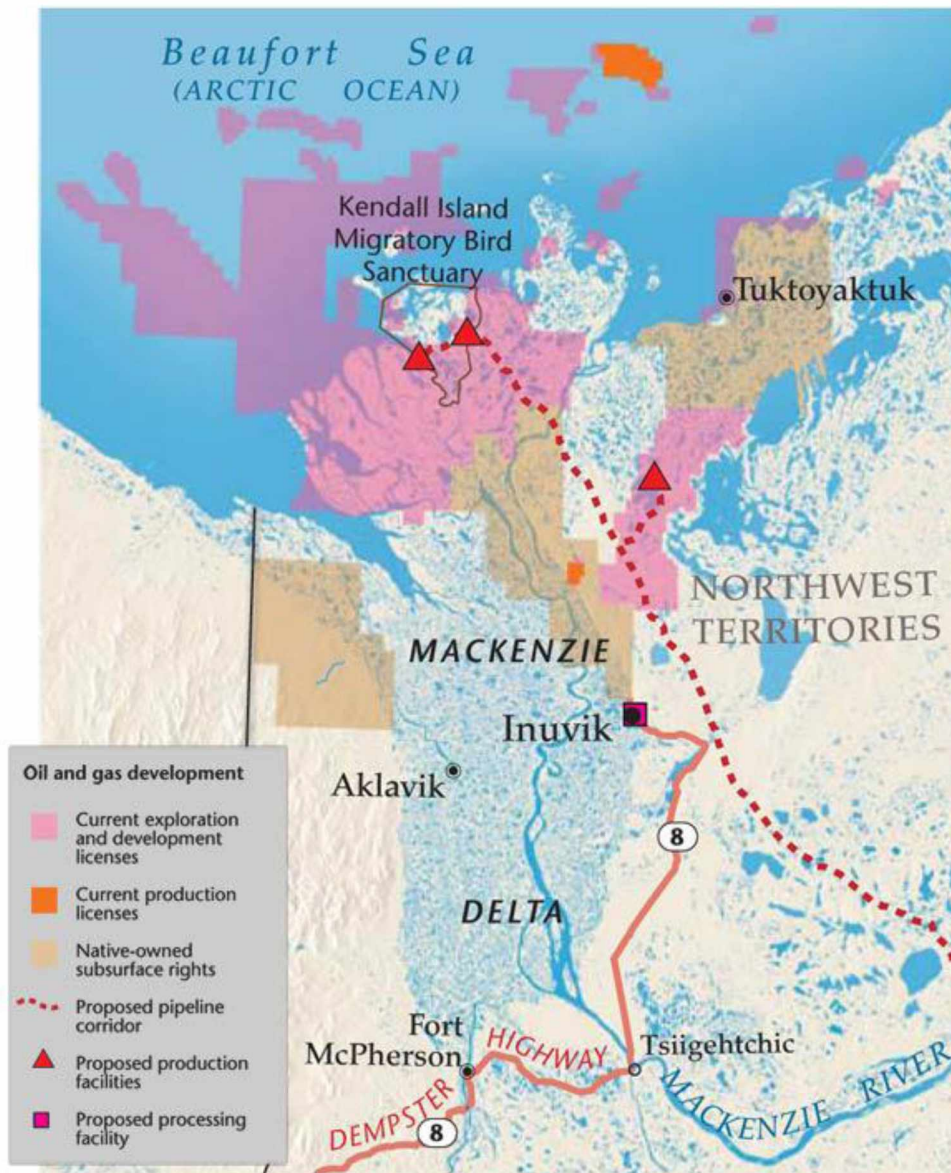 Beaufort Sea
(ARCTIC OCEAN)
Kendall Island
Migratory Bird
Sanctuary
Tuktoyaktuk
NORTHWEST
TERRITORIES
MACKENZIE
Inuvik
Aklavik
8
DELTA
Fort
McPherson
HIGHWAY
Tsiigehtchic
DEMPSTER
8
MACKENZIE RIVER
Oil and gas development
Current exploration
and development
licenses
Current production
licenses
Native-owned
subsurface rights
Proposed pipeline
corridor
Proposed production
facilities
Proposed processing
facility